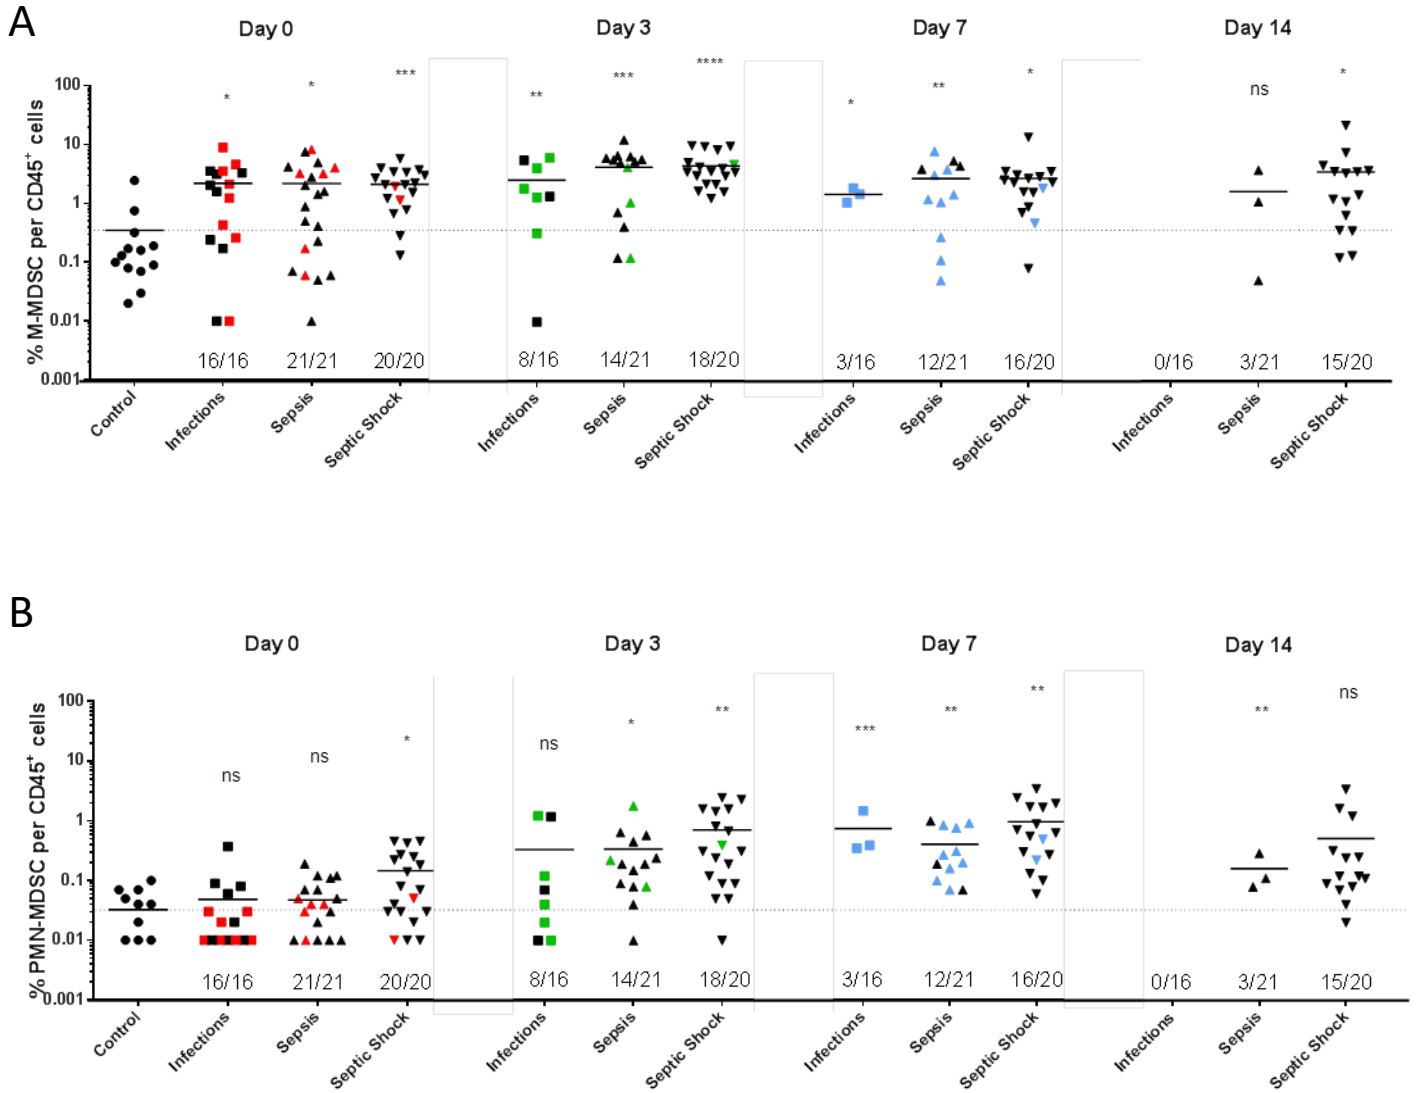 A
Day 0 Day 3 Day 7 Day 14
* * *** ** *** **** * ** * ns *
% M-MDSC per CD45+ cells
100
10
1
0.1
0.01
0.001
16/16 21/21 20/20 8/16 14/21 18/20 3/16 12/21 16/20 0/16 3/21 15/20
Control Infections Sepsis Septic Shock Infections Sepsis Septic Shock Infections Sepsis Septic Shock Infections Sepsis Septic Shock
B
Day 0 Day 3 Day 7 Day 14
ns ns * ns * ** *** ** ** ** ns
% PMN-MDSC per CD45+ cells
100
10
1
0.1
0.01
0.001
16/16 21/21 20/20 8/16 14/21 18/20 3/16 12/21 16/20 0/16 3/21 15/20
Control Infections Sepsis Septic Shock Infections Sepsis Septic Shock Infections Sepsis Septic Shock Infections Sepsis Septic Shock